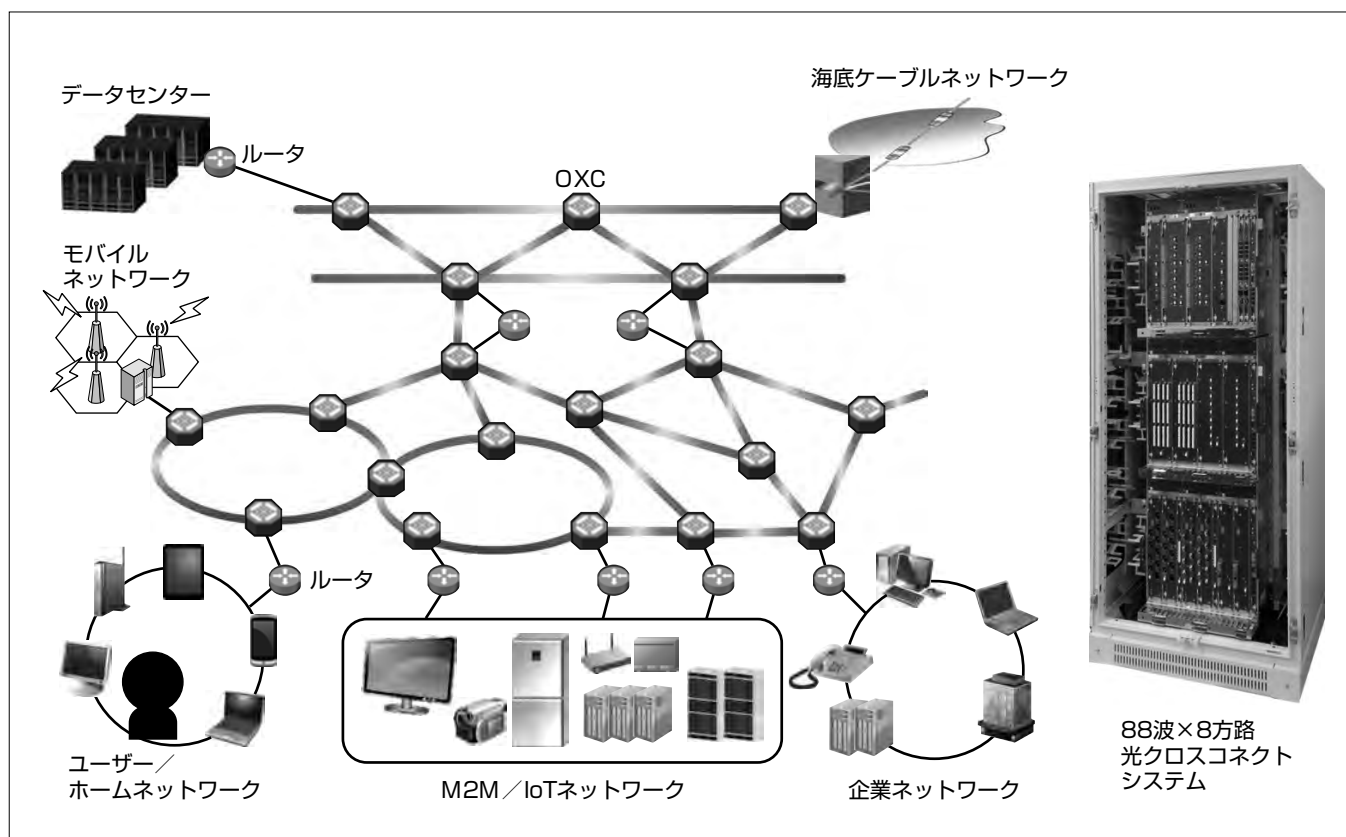 データセンター
ルータ
海底ケーブルネットワーク
OXC
モバイル
ネットワーク
ルータ
ユーザー／
ホームネットワーク
M2M／IoTネットワーク
企業ネットワーク
88波×8方路
光クロスコネクト
システム